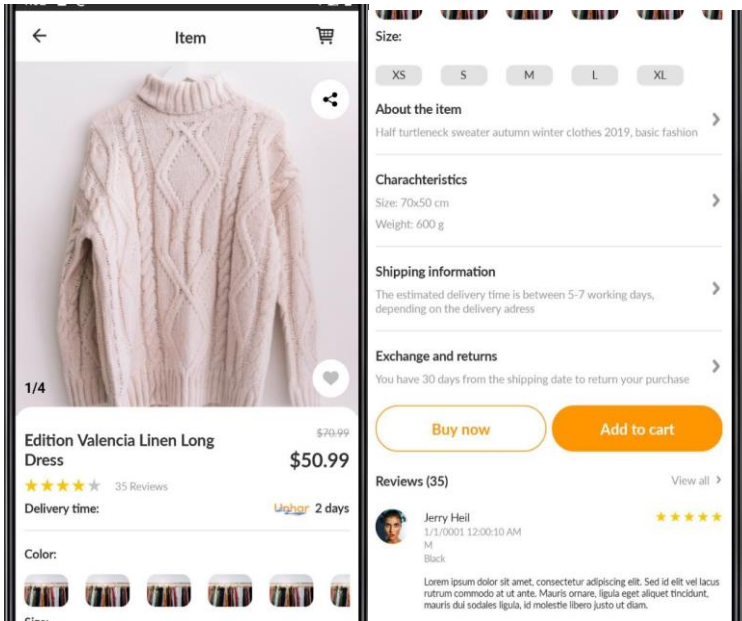 Item
1/4
Edition Valencia Linen Long
Dress
$70.99
$50.99
35 Reviews
Delivery time:
2 days
Color:
Size:
XS
S
M
L
XL
About the item
Half turtleneck sweater autumn winter clothes 2019, basic fashion
Charachteristics
Size: 70x50 cm
Weight: 600 g
Shipping information
The estimated delivery time is between 5-7 working days,
depending on the delivery adress
Exchange and returns
You have 30 days from the shipping date to return your purchase
Buy now
Add to cart
Reviews (35)
View all
Jerry Heil
1/1/0001 12:00:10 AM
M
Black
Lorem ipsum dolor sit amet, consectetur adipiscing elit. Sed id elit vel lacus
rutrum commodo at ut ante. Mauris ornare, ligula eget aliquet tincidunt,
mauris dui sodales ligula, id molestie libero justo ut diam.